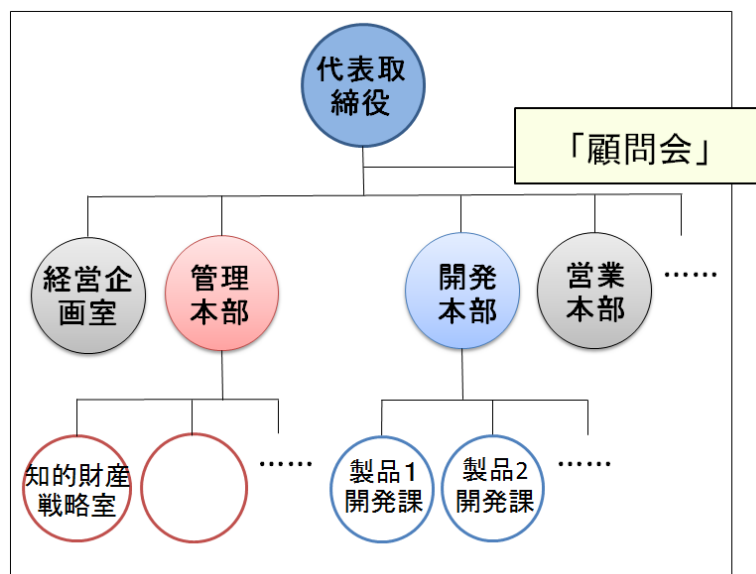 代表取
締役
「顧問会」
経営企
画室
管理
本部
開発
本部
営業
本部
……
知的財産
戦略室
……
製品1
開発課
製品2
開発課
……